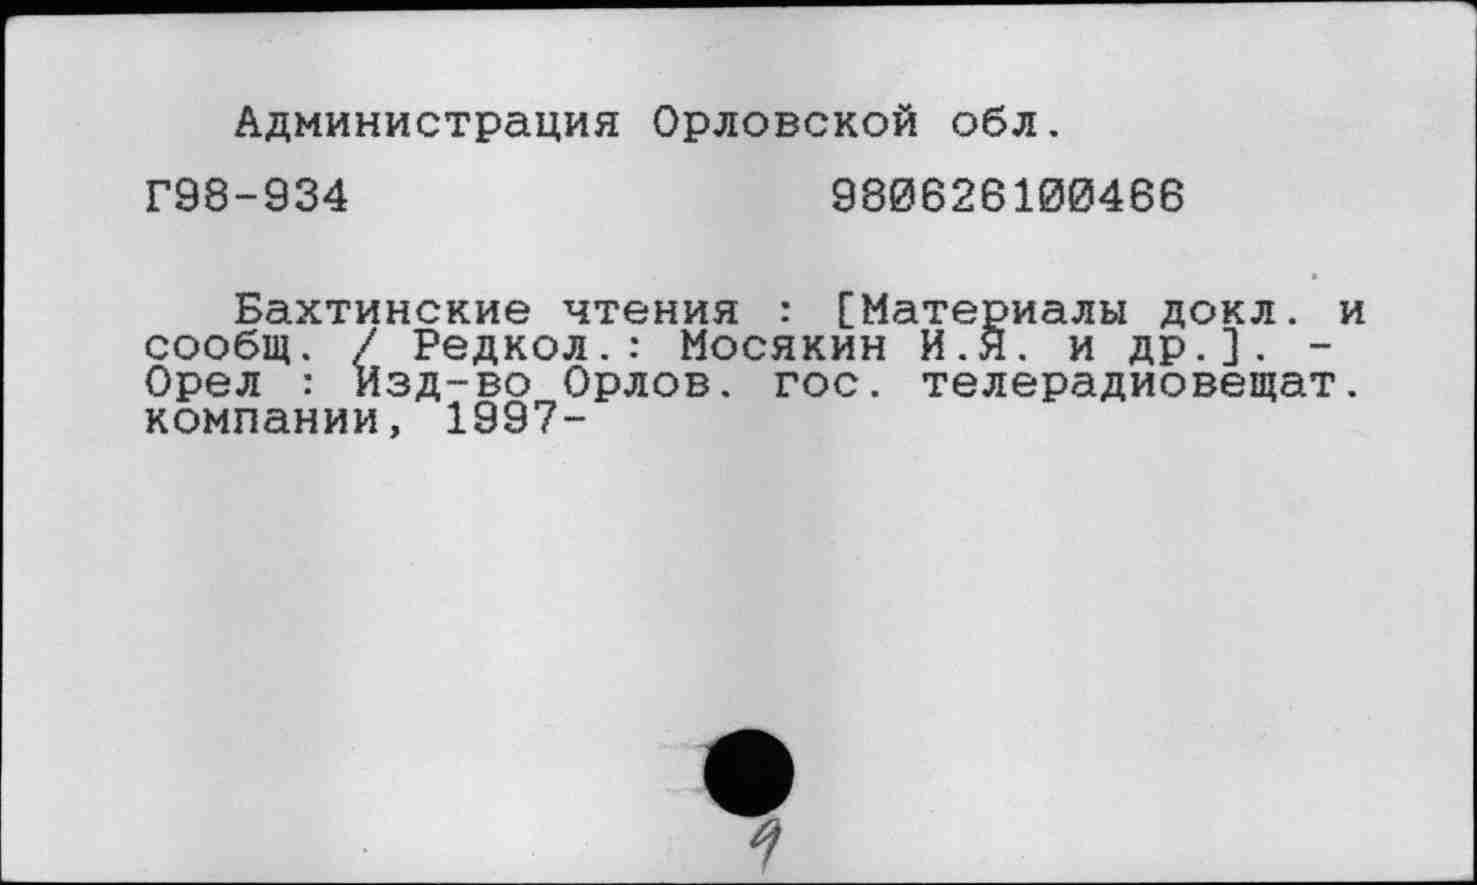 Администрация Орловской обл.
Г98-934 980626100466
Бахтинские чтения : [Материалы докл. и
сообщ. / Редкол.: Мосякин И.Я. и др.]. -
Орел : Изд-во Орлов. гос. телерадиовещат.
компании, 1997-
9